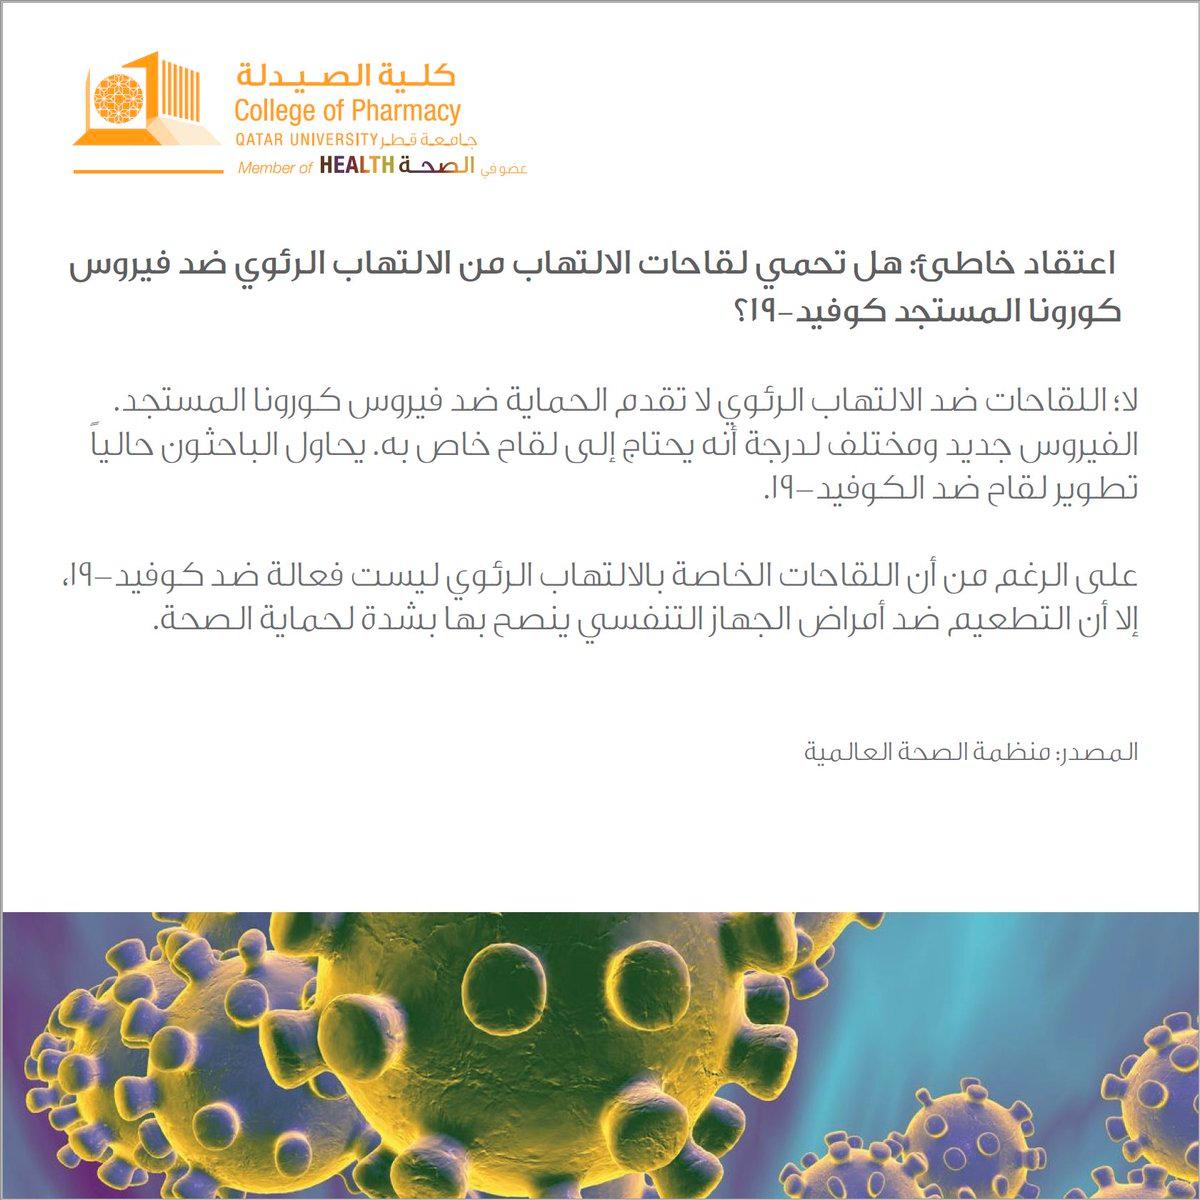 كلية الصيدلة
College of Pharmacy
QATAR UNIVERSITY جامعة قطر
Member of HEALTH الصحة عضو في
اعتقاد خاطئ: هل تحمي لقاحات الالتهاب من الالتهاب الرئوي ضد فيروس
كورونا المستجد كوفيد-١٩؟
لا؛ اللقاحات ضد الالتهاب الرئوي لا تقدم الحماية ضد فيروس كورونا المستجد.
الفيروس جديد ومختلف لدرجة أنه يحتاج إلى لقاح خاص به. يحاول الباحثون حالياً
تطوير لقاح ضد الكوفيد-١٩.
على الرغم من أن اللقاحات الخاصة بالالتهاب الرئوي ليست فعالة ضد كوفيد-١٩،
إلا أن التطعيم ضد أمراض الجهاز التنفسي ينصح بها بشدة لحماية الصحة.
المصدر: منظمة الصحة العالمية